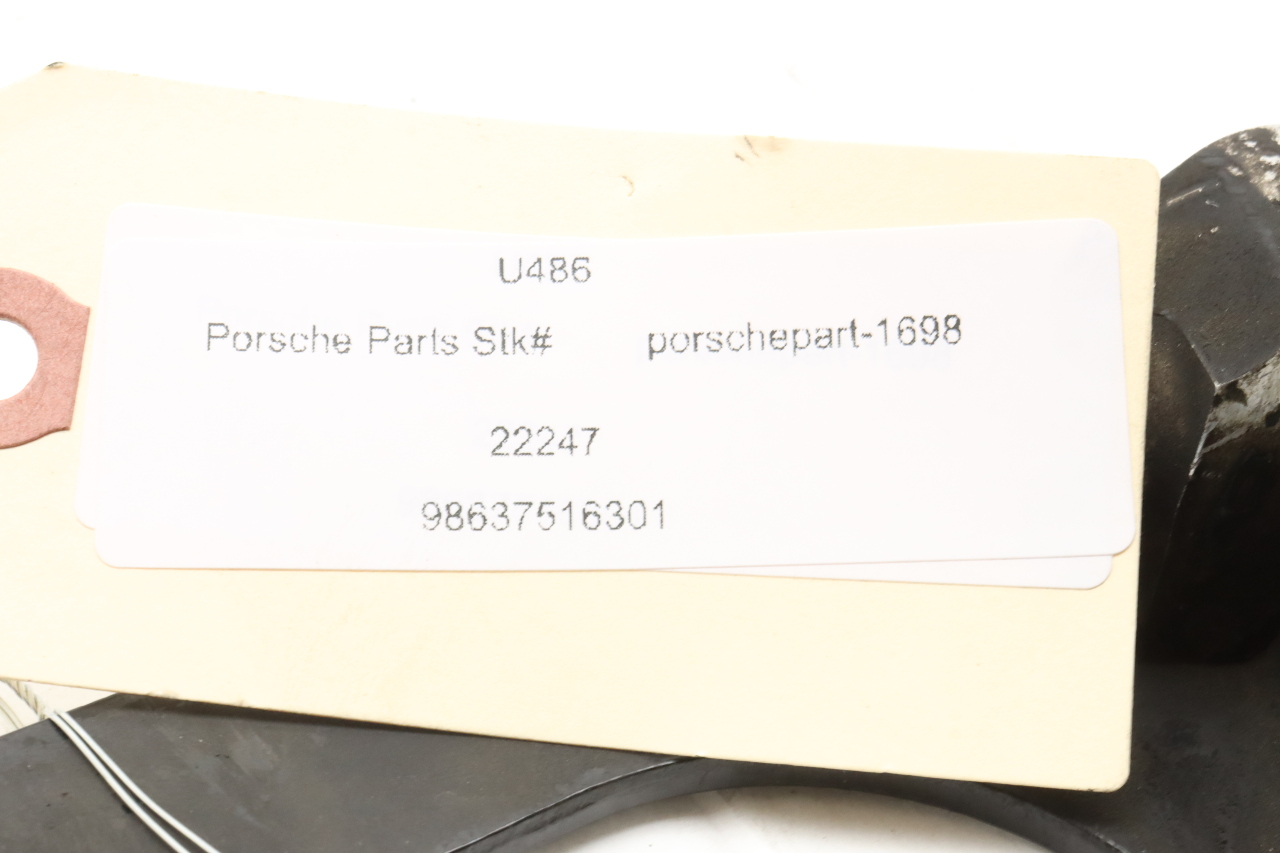 U486
Porsche Parts Stk# porschepart-1698
22247
98637516301